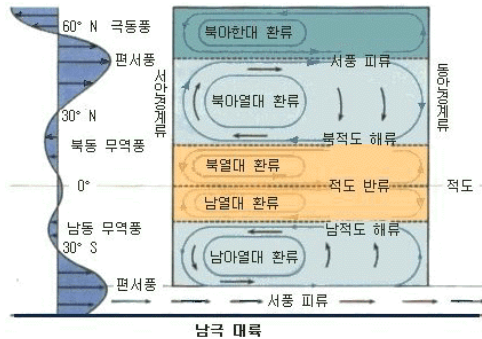 60° N 극동풍
편서풍
30° N
북동 무역풍
0°
남동 무역풍
30° S
편서풍
서안경계류
북아한대 환류
서풍 피류
북아열대 환류
북적도 해류
북열대 환류
적도 반류
남열대 환류
남적도 해류
남아열대 환류
서풍 피류
동안경계류
적도
남극 대륙